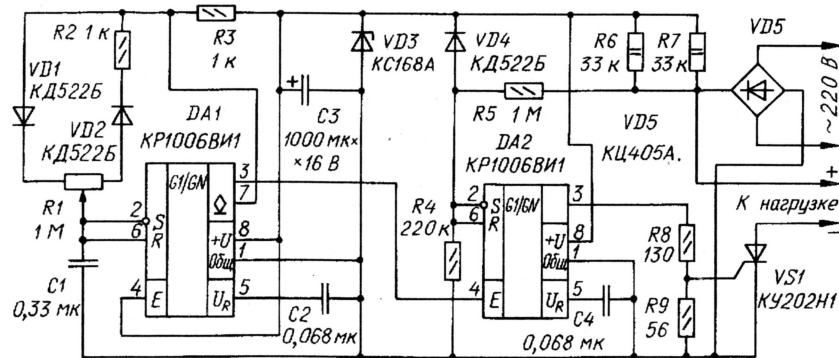 R2 1 к
R3
1 к
VD1
КД522Б
VD2
КД522Б
R1
1 М
C1
0,33 мк
DA1
КР1006ВИ1
G1/GN
2
6
4
S
R
E
+U
Общ
U_R
3
7
8
1
5
C2
0,068 мк
+
C3
1000 мк×
×16 В
VD3
КС168А
VD4
КД522Б
R5 1 М
DA2
КР1006ВИ1
R4
220 к
G1/GN
2
6
4
S
R
E
+U
Общ
U_R
3
8
1
5
C4
0,068 мк
R6
33 к
R7
33 к
VD5
КЦ405А.
VD5
~220 В
+
К нагрузке
–
R8
130
R9
56
VS1
КУ202Н1